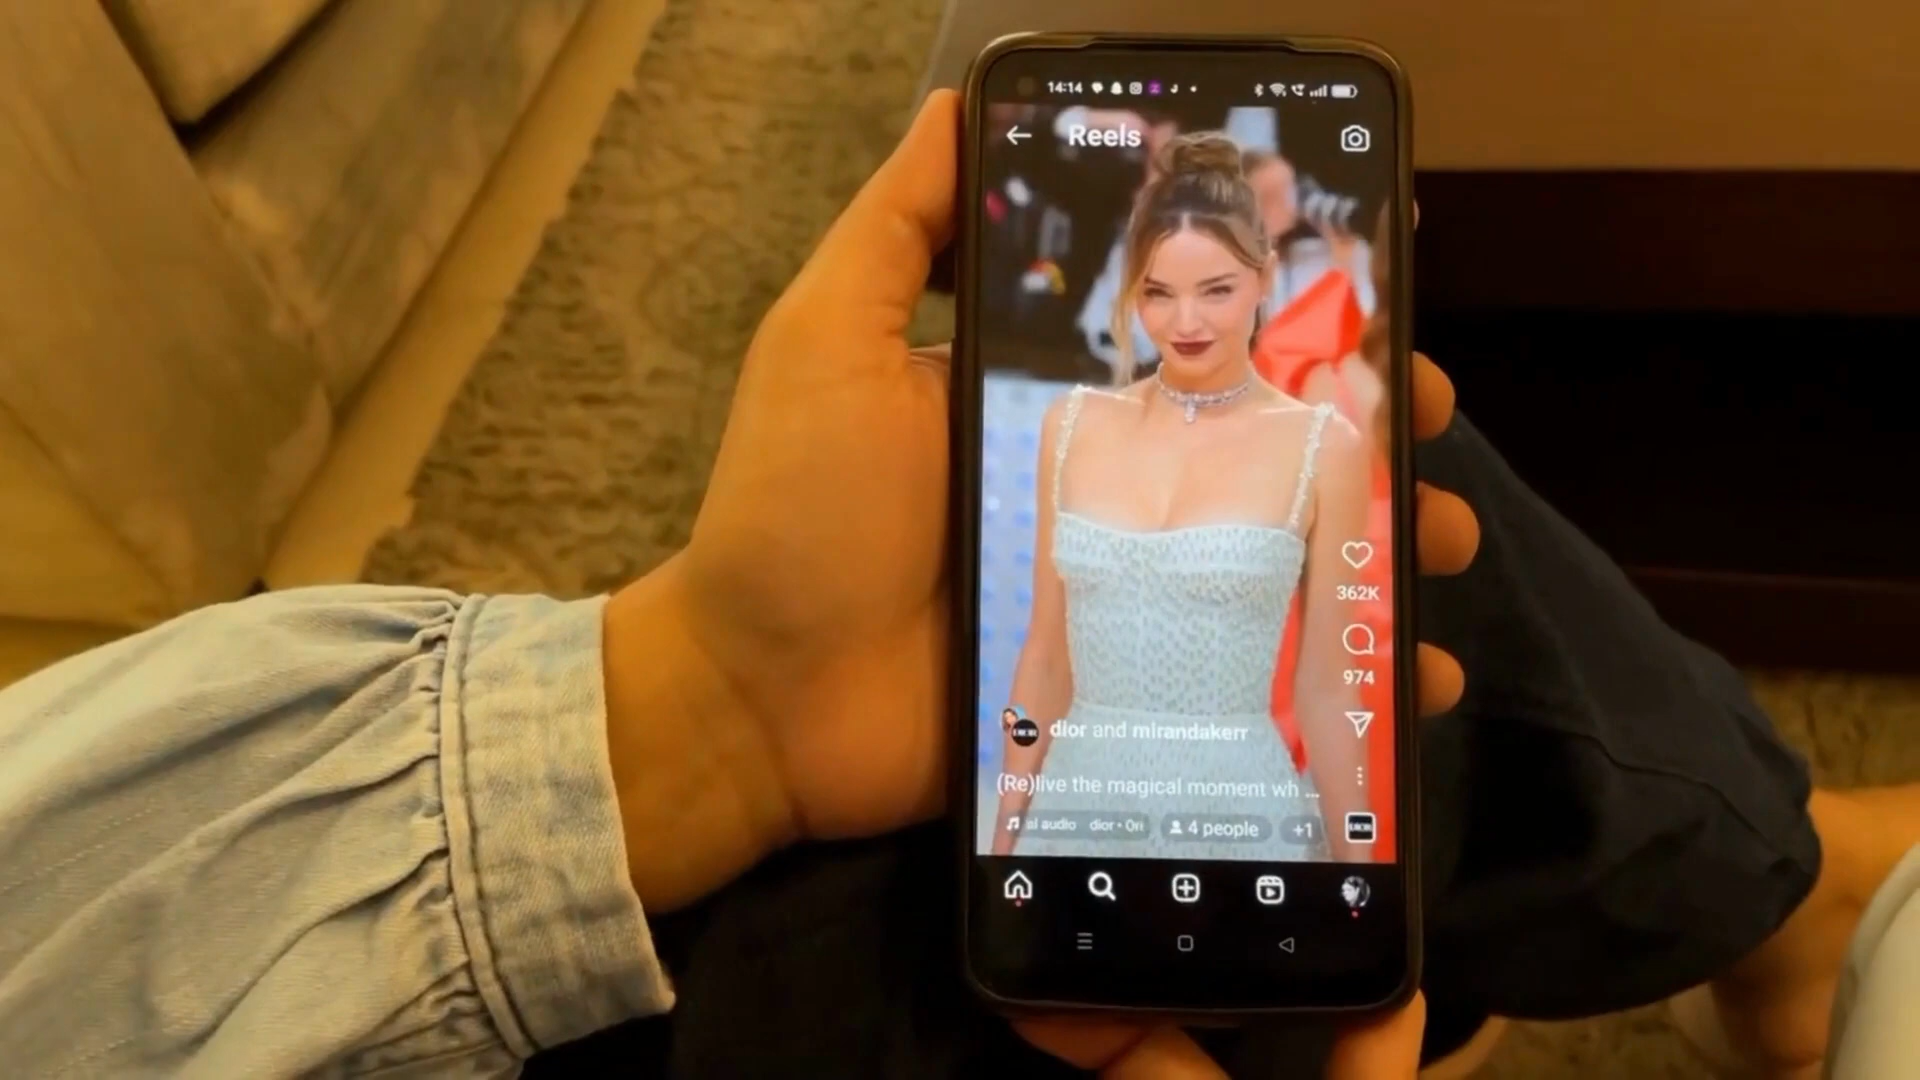 14:14
Reels
362K
974
dior and mirandakerr
(Re)live the magical moment wh ...
al audio dior • Ori
4 people
+1
DIOR